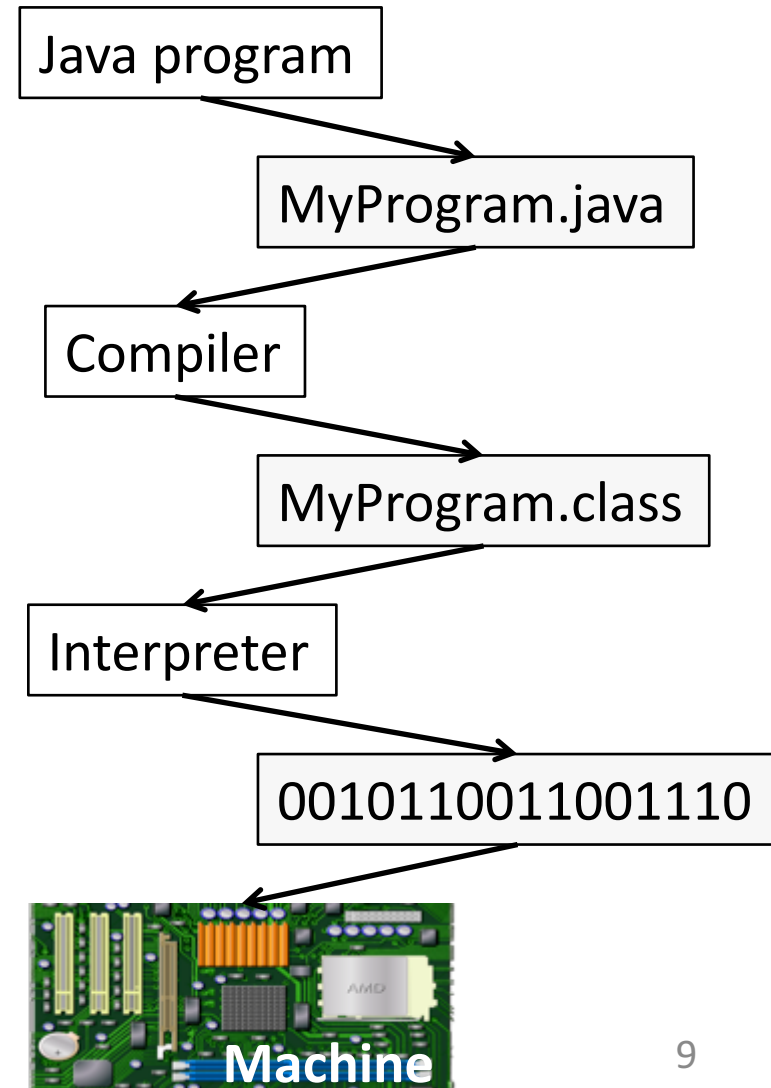 Java program
MyProgram.java
Compiler
MyProgram.class
Interpreter
0010110011001110
AMD
Machine
9